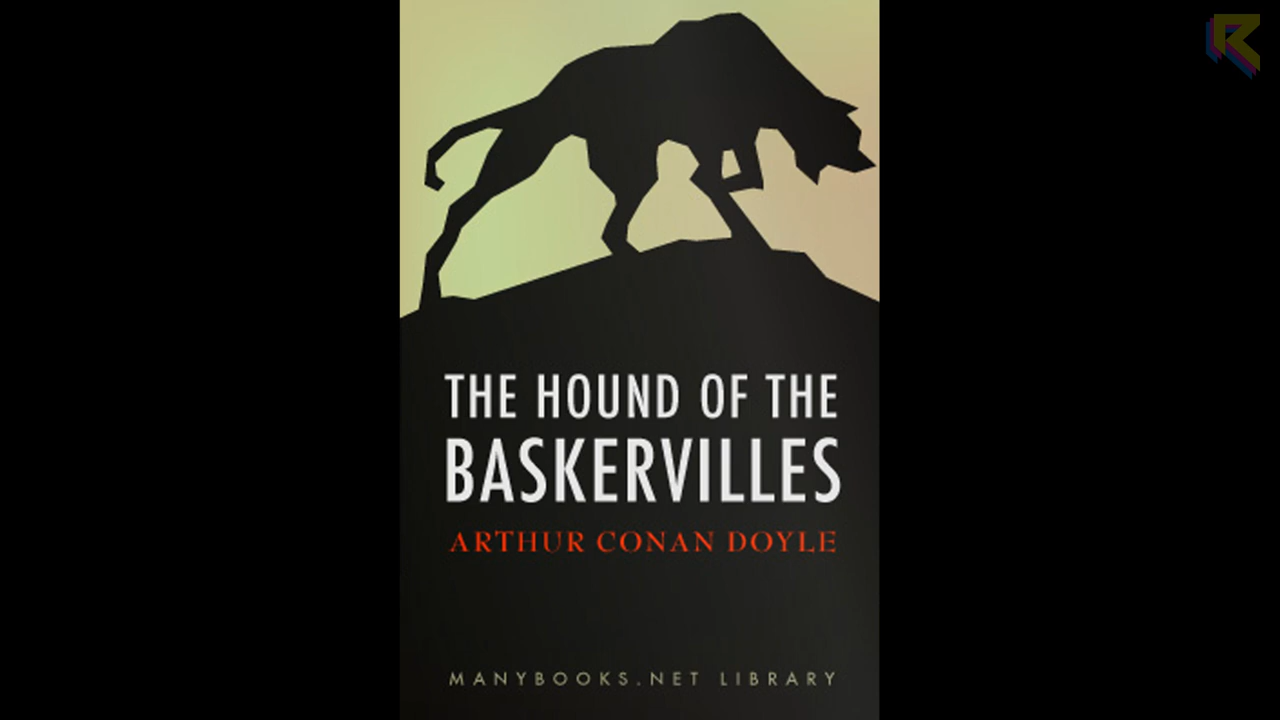 THE HOUND OF THE
BASKERVILLES
ARTHUR CONAN DOYLE
MANYBOOKS.NET LIBRARY